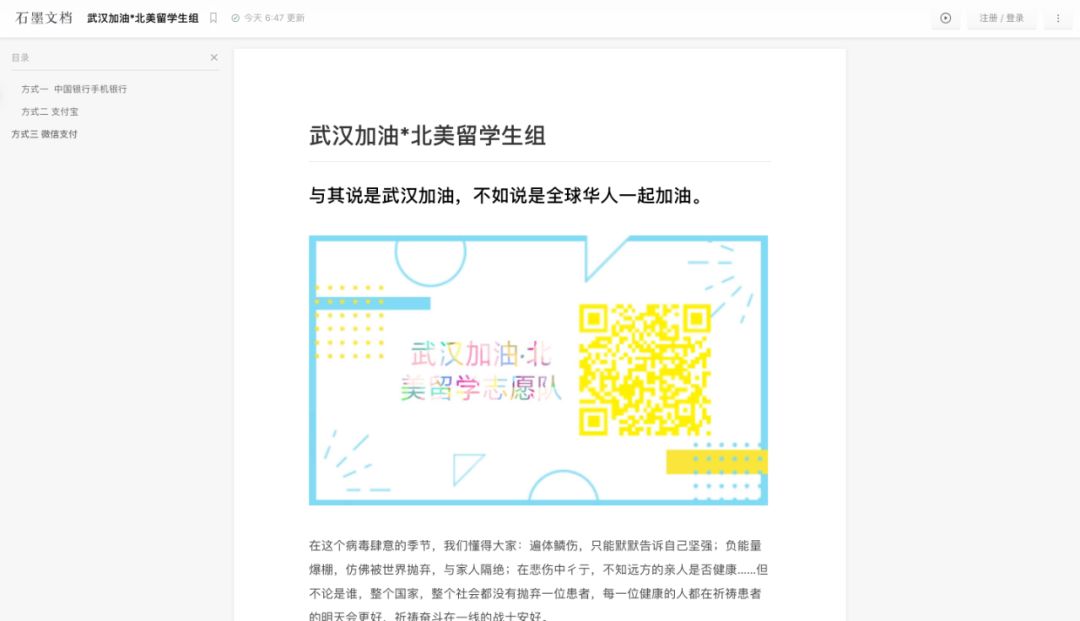 石墨文档 武汉加油*北美留学生组 今天 6:47 更新 注册 / 登录
目录
方式一 中国银行手机银行
方式二 支付宝
方式三 微信支付
武汉加油*北美留学生组
与其说是武汉加油，不如说是全球华人一起加油。
武汉加油·北
美留学志愿队
在这个病毒肆意的季节，我们懂得大家：遍体鳞伤，只能默默告诉自己坚强；负能量
爆棚，仿佛被世界抛弃，与家人隔绝；在悲伤中彳亍，不知远方的亲人是否健康……但
不论是谁，整个国家，整个社会都没有抛弃一位患者，每一位健康的人都在祈祷患者
的明天会更好，祈祷奋斗在一线的战士安好。